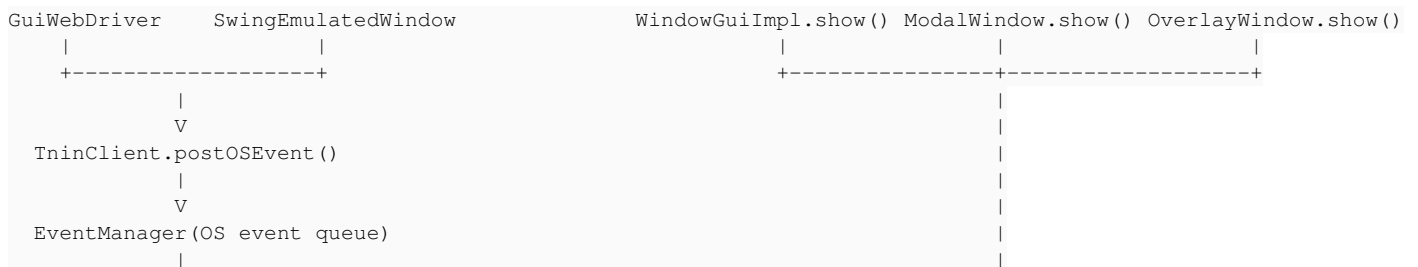 GuiWebDriver    SwingEmulatedWindow              WindowGuiImpl.show() ModalWindow.show() OverlayWindow.show()
    |                   |                                   |                |                   |
    +-------------------+                                   +----------------+-------------------+
             |                                                               |
             V                                                               |
  TninClient.postOSEvent()                                                   |
             |                                                               |
             V                                                               |
  EventManager(OS event queue)                                               |
             |                                                               |